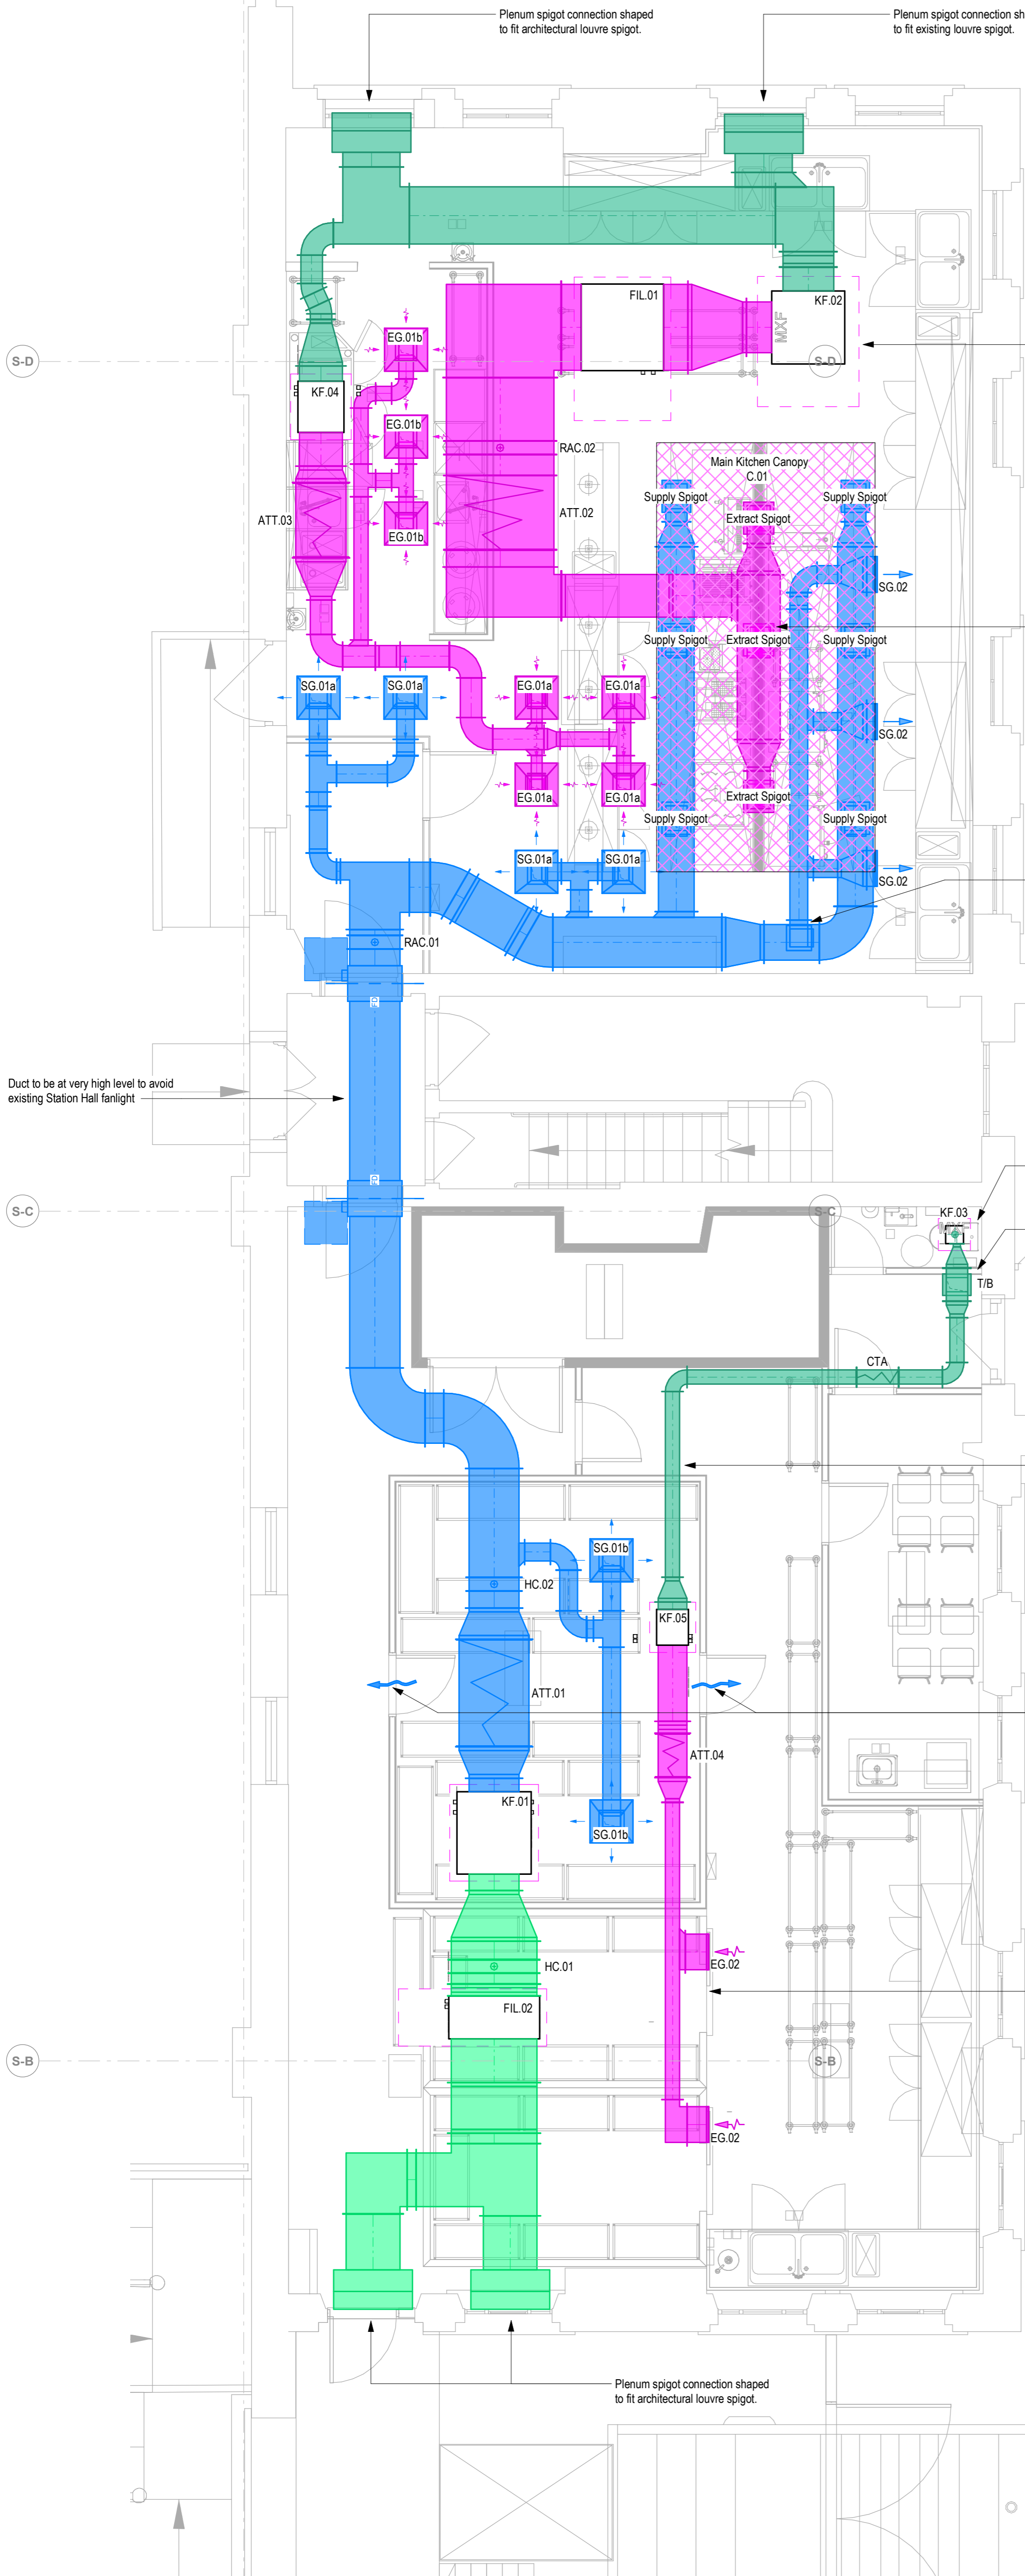 Plenum spigot connection shaped
to fit architectural louvre spigot.
Plenum spigot connection sh
to fit existing louvre spigot.
FIL.01
KF.02
MXF
EG.01b
S-D
S-D
KF.04
EG.01b
RAC.02
Main Kitchen Canopy
C.01
Supply Spigot
Supply Spigot
ATT.03
ATT.02
Extract Spigot
EG.01b
SG.02
Supply Spigot
Extract Spigot
Supply Spigot
SG.01a
SG.01a
EG.01a
EG.01a
SG.02
EG.01a
EG.01a
Extract Spigot
Supply Spigot
Supply Spigot
SG.01a
SG.01a
SG.02
RAC.01
FD
Duct to be at very high level to avoid
existing Station Hall fanlight
FD
S-C
S-C
KF.03
T/B
CTA
SG.01b
HC.02
KF.05
ATT.01
ATT.04
KF.01
SG.01b
HC.01
EG.02
FIL.02
S-B
S-B
EG.02
Plenum spigot connection shaped
to fit architectural louvre spigot.